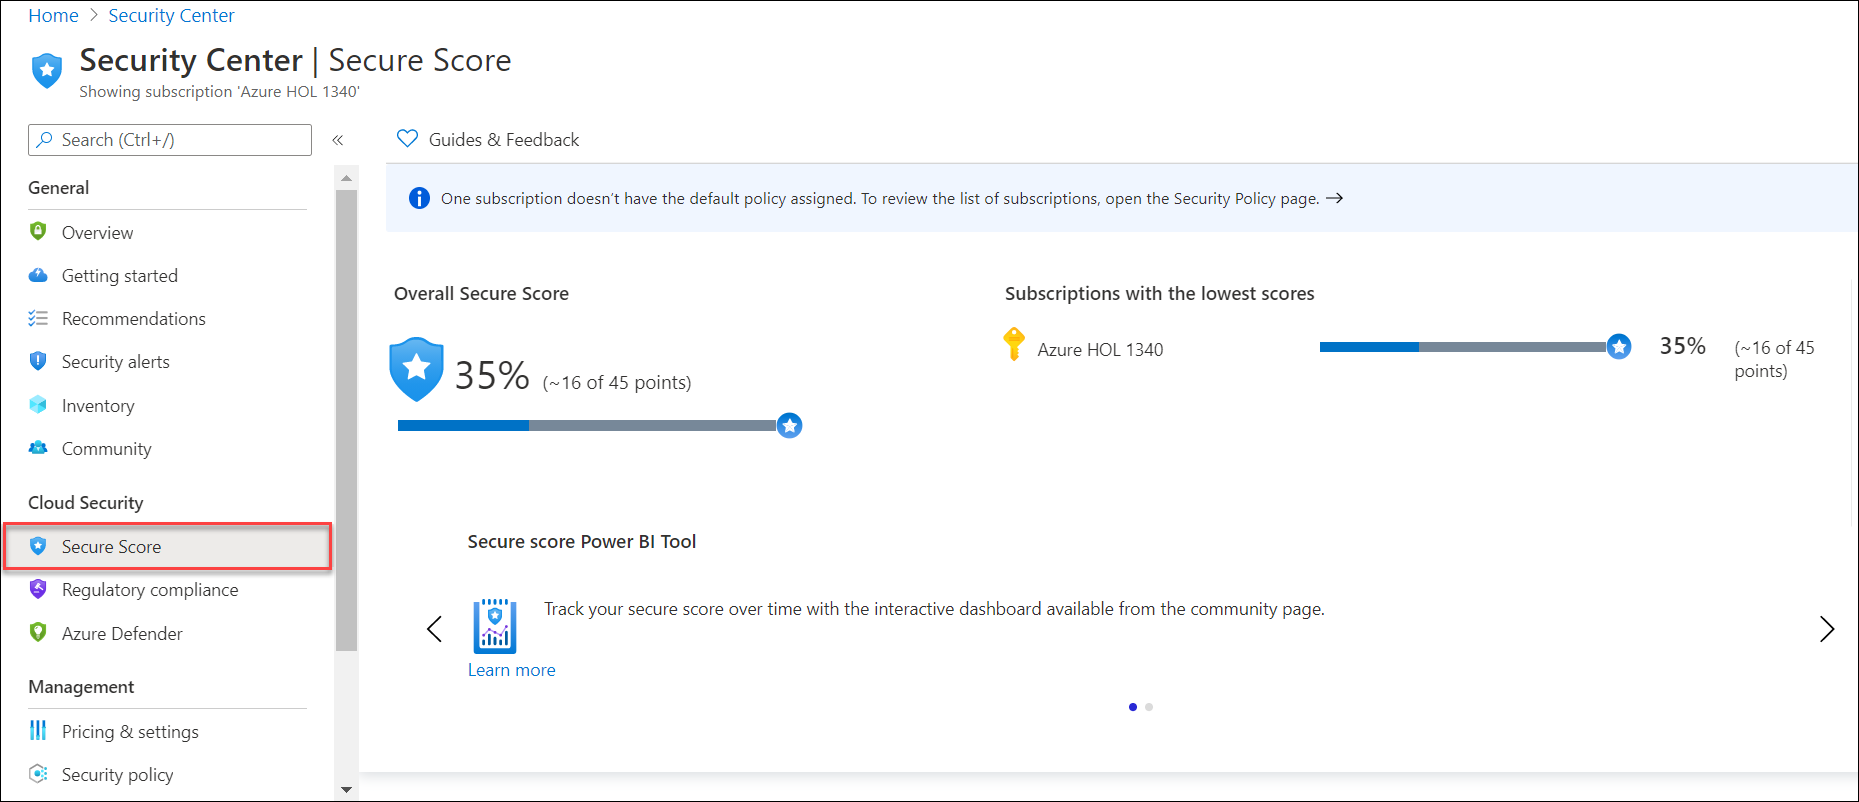 Home > Security Center
Security Center | Secure Score
Showing subscription 'Azure HOL 1340'
Search (Ctrl+/)
«
General
Overview
Getting started
Recommendations
Security alerts
Inventory
Community
Cloud Security
Secure Score
Regulatory compliance
Azure Defender
Management
Pricing & settings
Security policy
Guides & Feedback
One subscription doesn't have the default policy assigned. To review the list of subscriptions, open the Security Policy page. →
Overall Secure Score
35% (~16 of 45 points)
Subscriptions with the lowest scores
Azure HOL 1340
35%
(~16 of 45
points)
Secure score Power BI Tool
Track your secure score over time with the interactive dashboard available from the community page.
Learn more